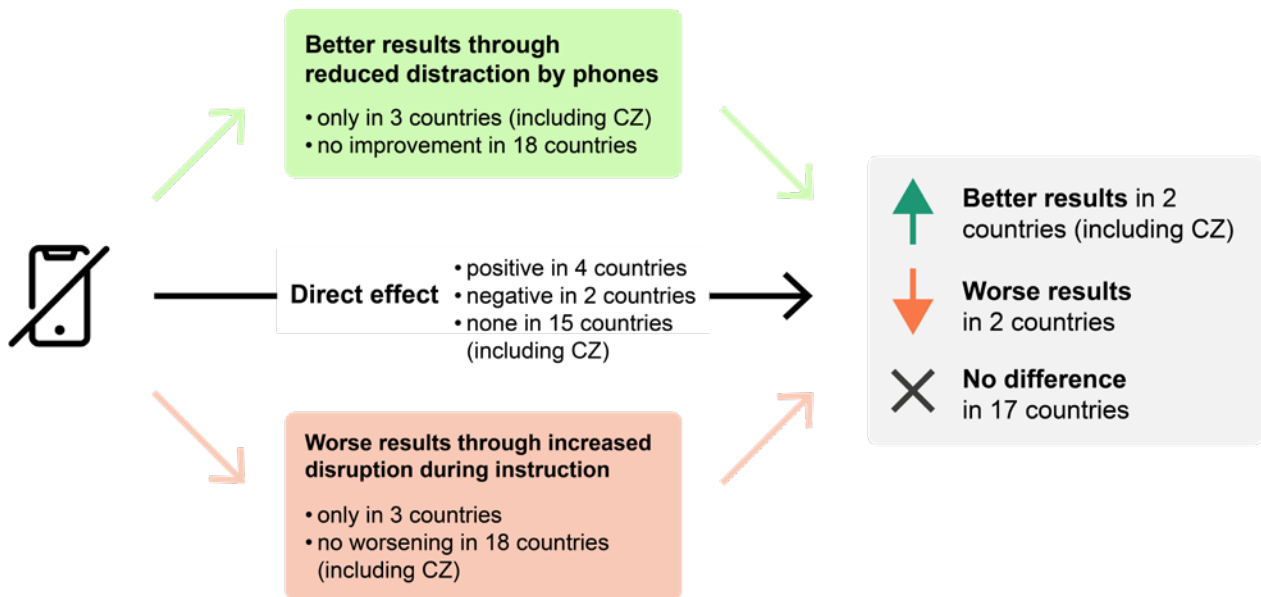 Better results through
reduced distraction by phones
• only in 3 countries (including CZ)
• no improvement in 18 countries
Direct effect
• positive in 4 countries
• negative in 2 countries
• none in 15 countries
(including CZ)
Worse results through increased
disruption during instruction
• only in 3 countries
• no worsening in 18 countries
(including CZ)
Better results in 2
countries (including CZ)
Worse results
in 2 countries
No difference
in 17 countries